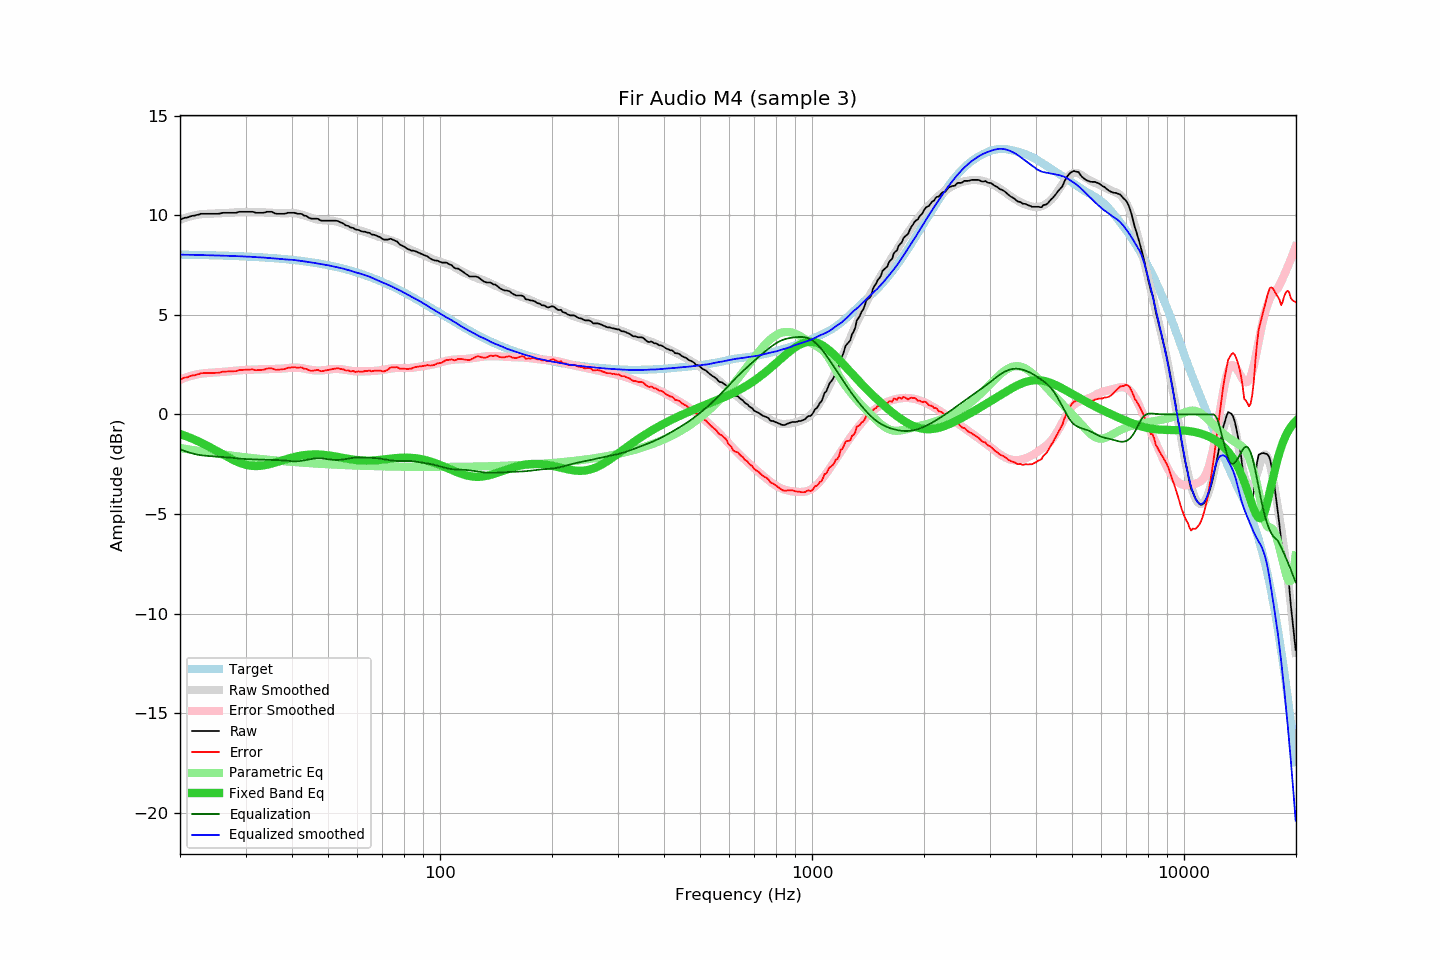 Fir Audio M4 (sample 3)
15
10
5
0
−5
−10
−15
−20
Amplitude (dBr)
Target
Raw Smoothed
Error Smoothed
Raw
Error
Parametric Eq
Fixed Band Eq
Equalization
Equalized smoothed
100 1000 10000
Frequency (Hz)